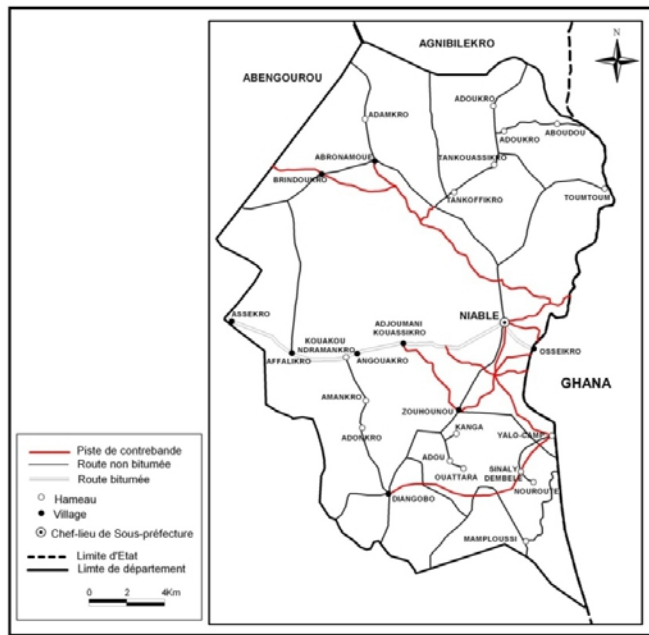 N
AGNIBILEKRO
ABENGOUROU
ADOUKRO
ADAMKRO
ADOUKRO
ABOUDOU
ABRONAMOUE
TANKOUASSIKRO
BRINDOUKRO
TANKOFFIKRO
TOUMTOUM
ASSEKRO
NIABLE
ADJOUMANI
KOUASSIKRO
KOUAKOU
NDRAMANKRO
OSSEIKRO
AFFALIKRO
ANGOUAKRO
GHANA
AMANKRO
ZOUHOUNOU
KANGA
YALO-CAMP
ADONKRO
ADOU
OUATTARA
SINALY
DEMBELE
NOUROUTE
DIANGOBO
MAMPLOUSSI
Piste de contrebande
Route non bitumée
Route bitumée
Hameau
Village
Chef-lieu de Sous-préfecture
Limite d'Etat
Limte de département
0 2 4Km